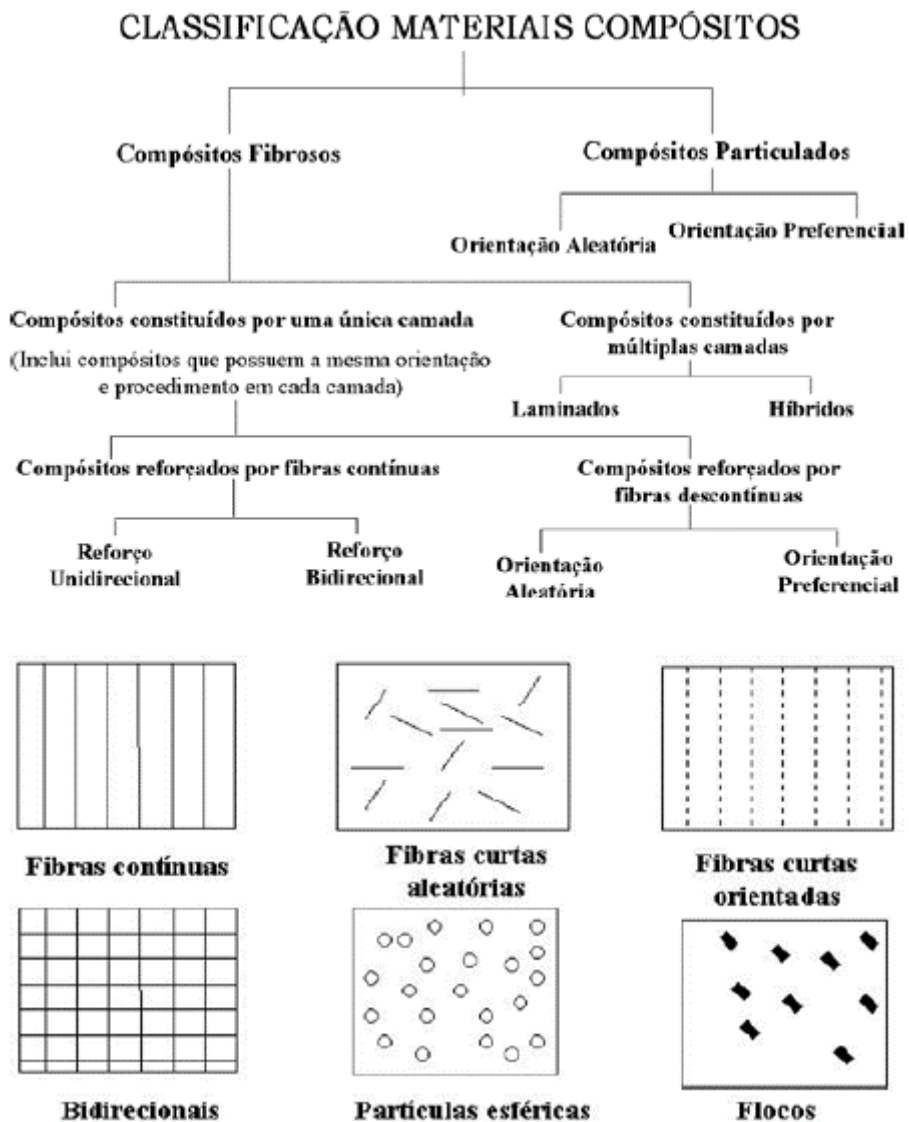 CLASSIFICAÇÃO MATERIAIS COMPÓSITOS
Compósitos Fibrosos
Compósitos Particulados
Orientação Aleatória
Orientação Preferencial
Compósitos constituídos por uma única camada
(Inclui compósitos que possuem a mesma orientação
e procedimento em cada camada)
Compósitos constituídos por
múltiplas camadas
Laminados
Híbridos
Compósitos reforçados por fibras contínuas
Compósitos reforçados por
fibras descontínuas
Reforço
Unidirecional
Reforço
Bidirecional
Orientação
Aleatória
Orientação
Preferencial
Fibras contínuas
Fibras curtas
aleatórias
Fibras curtas
orientadas
Bidirecionais
Partículas esféricas
Flocos